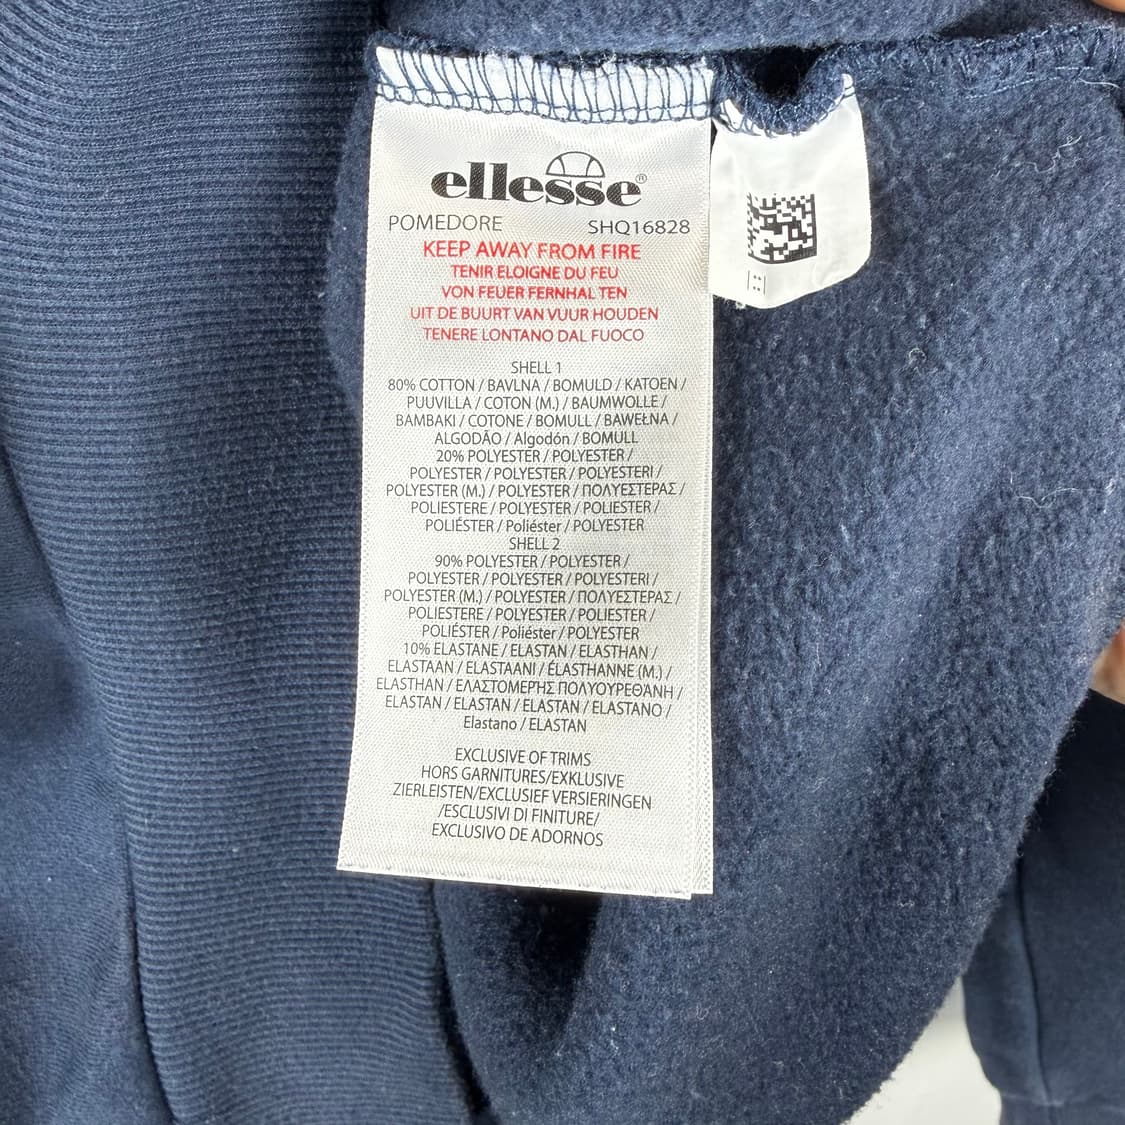 ellesse®
POMEDORE SHQ16828
KEEP AWAY FROM FIRE
TENIR ELOIGNE DU FEU
VON FEUER FERNHAL TEN
UIT DE BUURT VAN VUUR HOUDEN
TENERE LONTANO DAL FUOCO
SHELL 1
80% COTTON / BAVLNA / BOMULD / KATOEN /
PUUVILLA / COTON (M.) / BAUMWOLLE /
BAMBAKI / COTONE / BOMULL / BAWEŁNA /
ALGODÃO / Algodón / BOMULL
20% POLYESTER / POLYESTER /
POLYESTER / POLYESTER / POLYESTERI /
POLYESTER (M.) / POLYESTER / ΠΟΛΥΕΣΤΕΡΑΣ /
POLIESTERE / POLYESTER / POLIESTER /
POLIÉSTER / Poliéster / POLYESTER
SHELL 2
90% POLYESTER / POLYESTER /
POLYESTER / POLYESTER / POLYESTERI /
POLYESTER (M.) / POLYESTER / ΠΟΛΥΕΣΤΕΡΑΣ /
POLIESTERE / POLYESTER / POLIESTER /
POLIÉSTER / Poliéster / POLYESTER
10% ELASTANE / ELASTAN / ELASTHAN /
ELASTAAN / ELASTAANI / ÉLASTHANNE (M.) /
ELASTHAN / ΕΛΑΣΤΟΜΕΡΉΣ ΠΟΛΥΟΥΡΕΘΆΝΗ /
ELASTAN / ELASTAN / ELASTAN / ELASTANO /
Elastano / ELASTAN
EXCLUSIVE OF TRIMS
HORS GARNITURES/EXKLUSIVE
ZIERLEISTEN/EXCLUSIEF VERSIERINGEN
/ESCLUSIVI DI FINITURE/
EXCLUSIVO DE ADORNOS